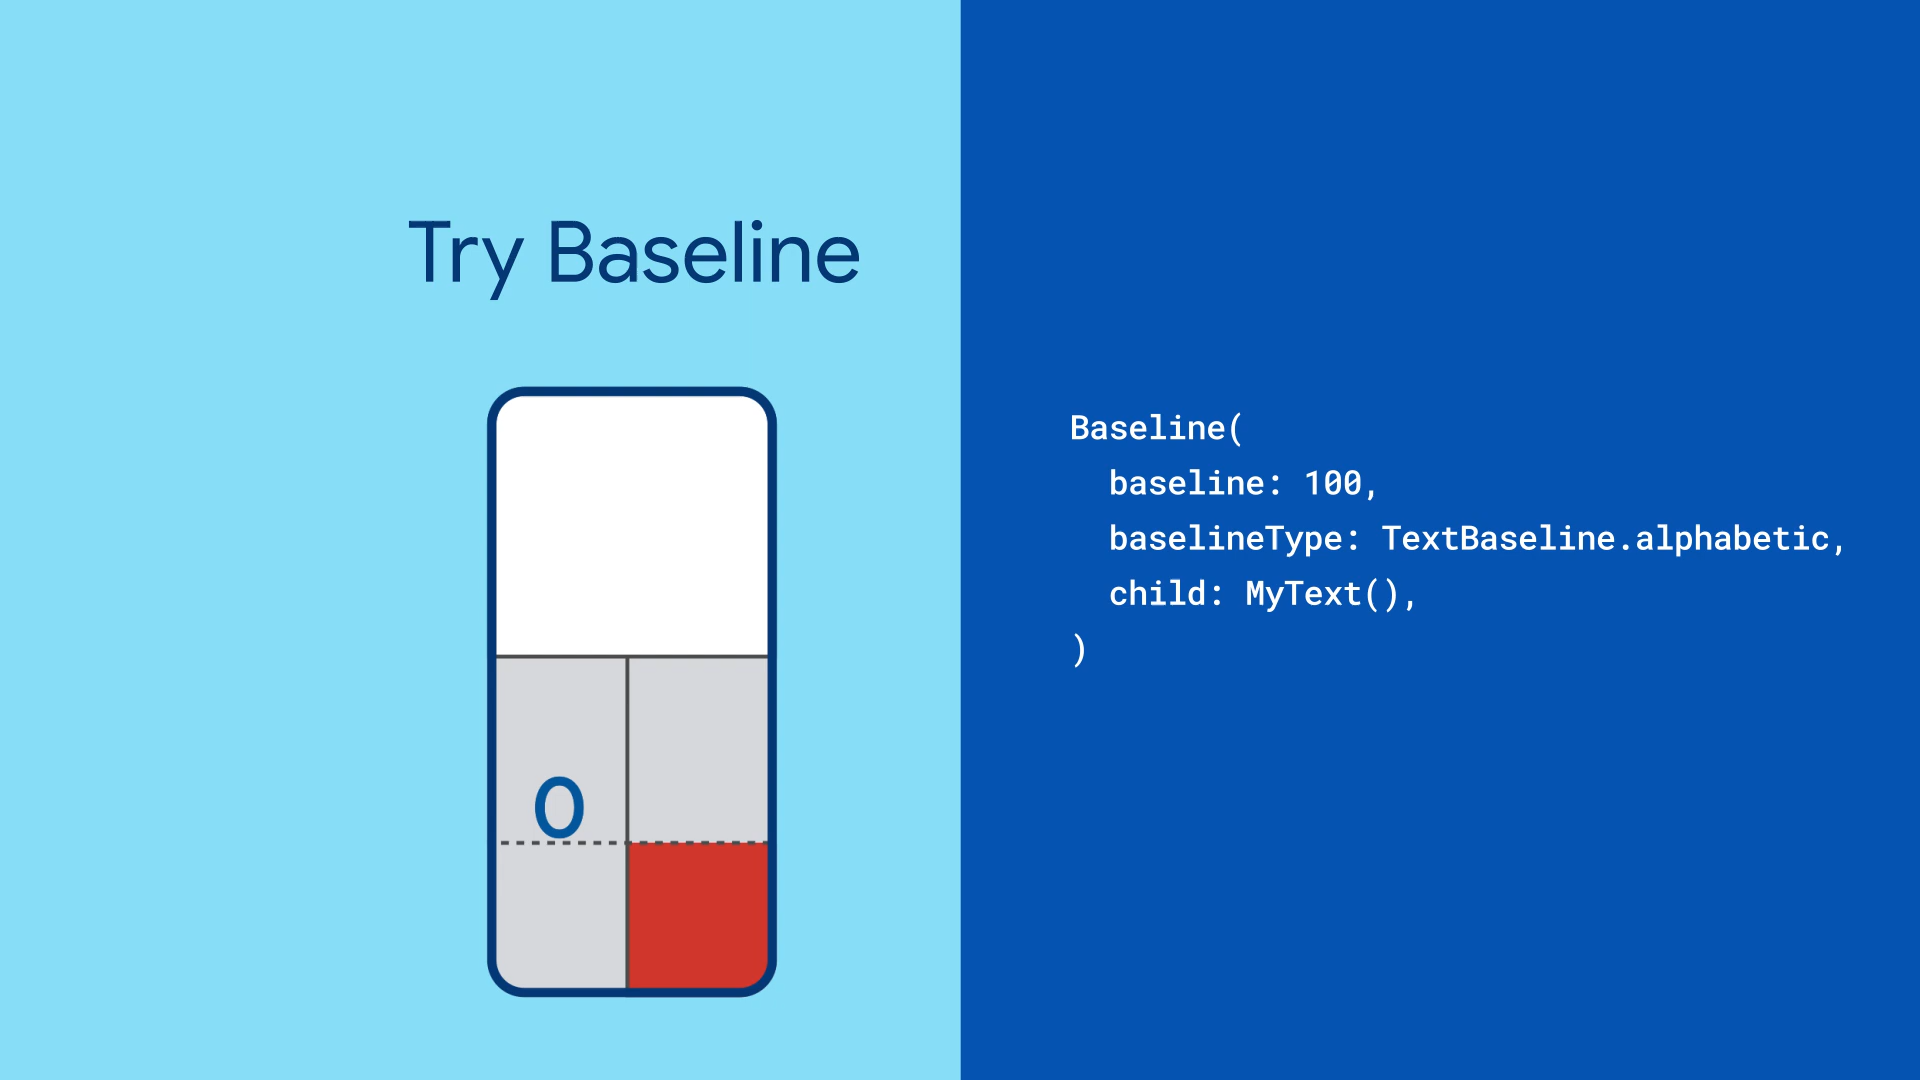 Try Baseline
0
Baseline(
  baseline: 100,
  baselineType: TextBaseline.alphabetic,
  child: MyText(),
)